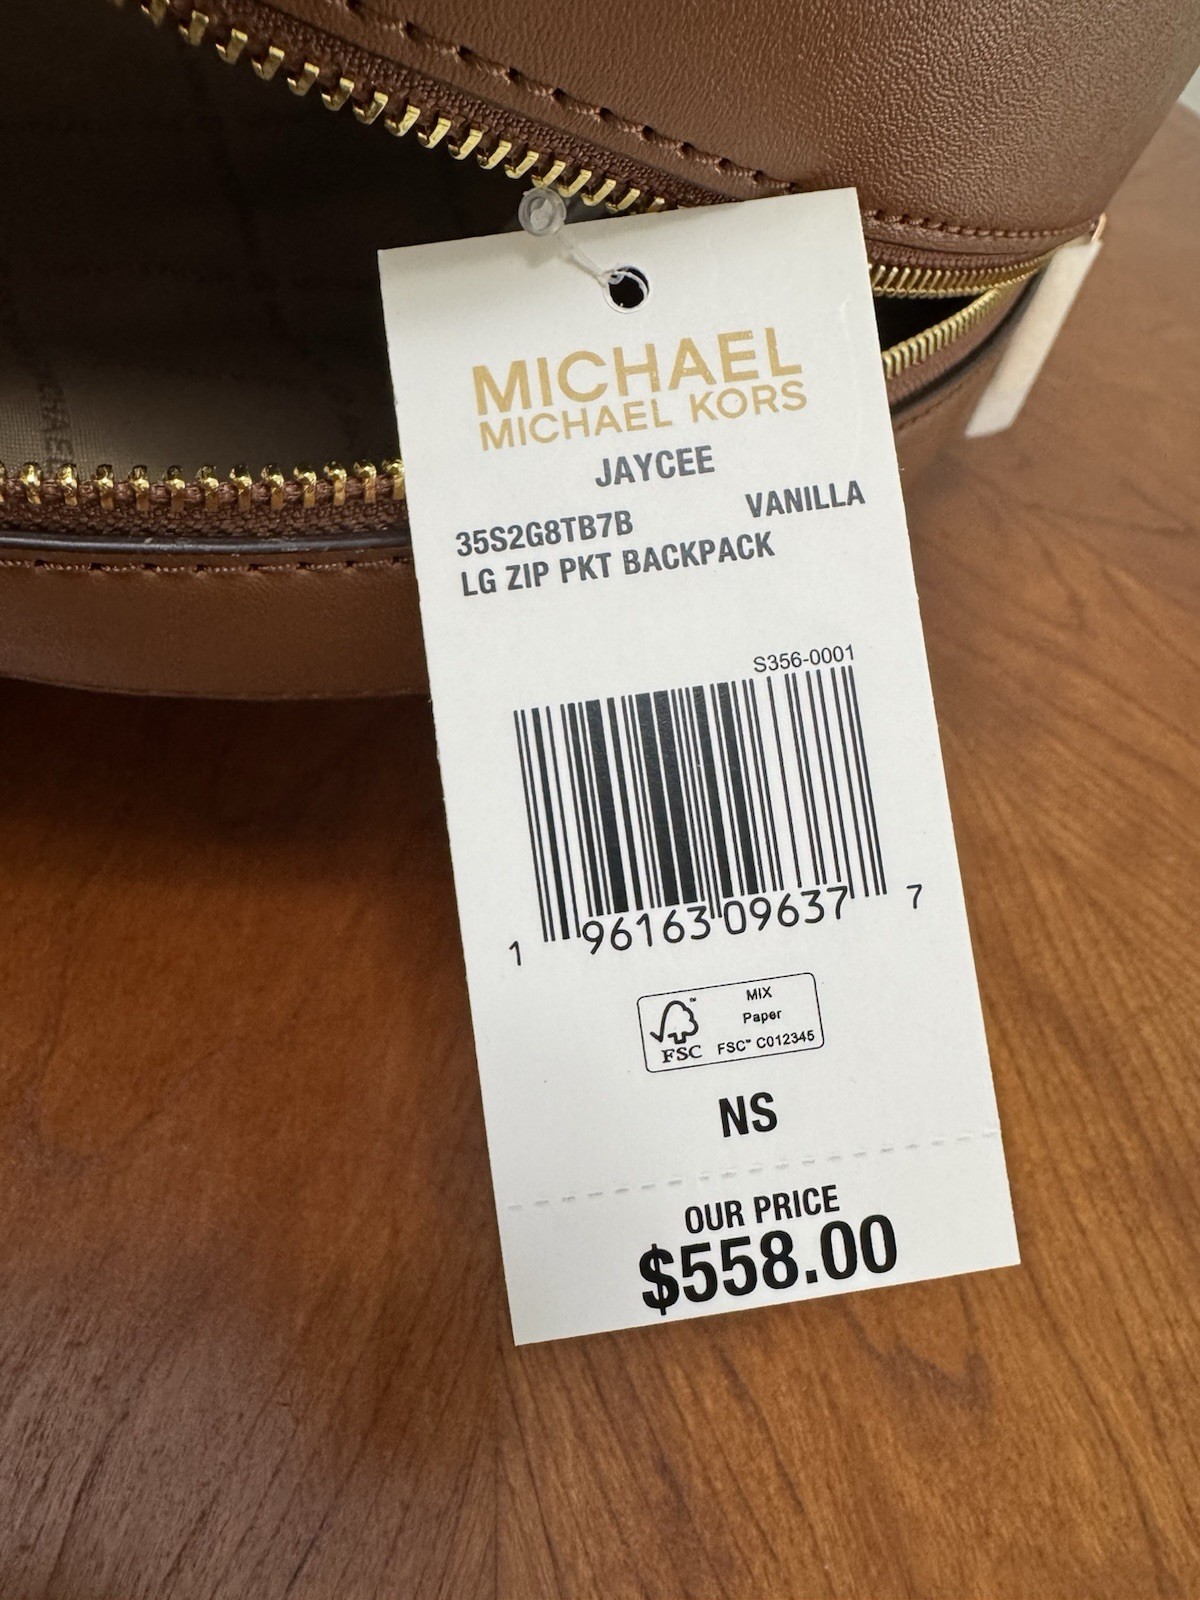 MICHAEL
MICHAEL KORS
JAYCEE
35S2G8TB7B VANILLA
LG ZIP PKT BACKPACK
S356-0001
1 96163 09637 7
FSC
MIX
Paper
FSC™ C012345
NS
OUR PRICE
$558.00